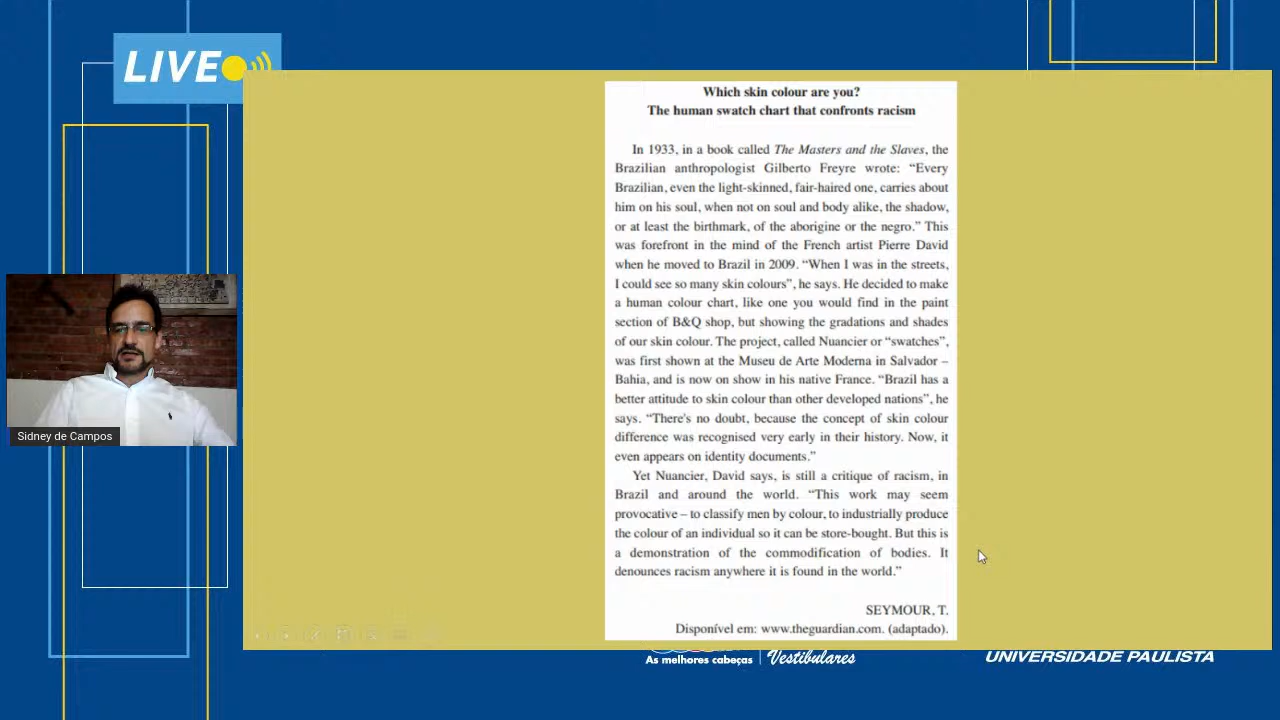 LIVE
Which skin colour are you?
The human swatch chart that confronts racism
In 1933, in a book called The Masters and the Slaves, the
Brazilian anthropologist Gilberto Freyre wrote: “Every
Brazilian, even the light-skinned, fair-haired one, carries about
him on his soul, when not on soul and body alike, the shadow,
or at least the birthmark, of the aborigine or the negro.” This
was forefront in the mind of the French artist Pierre David
when he moved to Brazil in 2009. “When I was in the streets,
I could see so many skin colours”, he says. He decided to make
a human colour chart, like one you would find in the paint
section of B&Q shop, but showing the gradations and shades
of our skin colour. The project, called Nuancier or “swatches”,
was first shown at the Museu de Arte Moderna in Salvador –
Bahia, and is now on show in his native France. “Brazil has a
better attitude to skin colour than other developed nations”, he
says. “There's no doubt, because the concept of skin colour
difference was recognised very early in their history. Now, it
even appears on identity documents.”
Yet Nuancier, David says, is still a critique of racism, in
Brazil and around the world. “This work may seem
provocative – to classify men by colour, to industrially produce
the colour of an individual so it can be store-bought. But this is
a demonstration of the commodification of bodies. It
denounces racism anywhere it is found in the world.”
SEYMOUR, T.
Disponível em: www.theguardian.com. (adaptado).
Sidney de Campos
As melhores cabeças
Vestibulares
UNIVERSIDADE PAULISTA